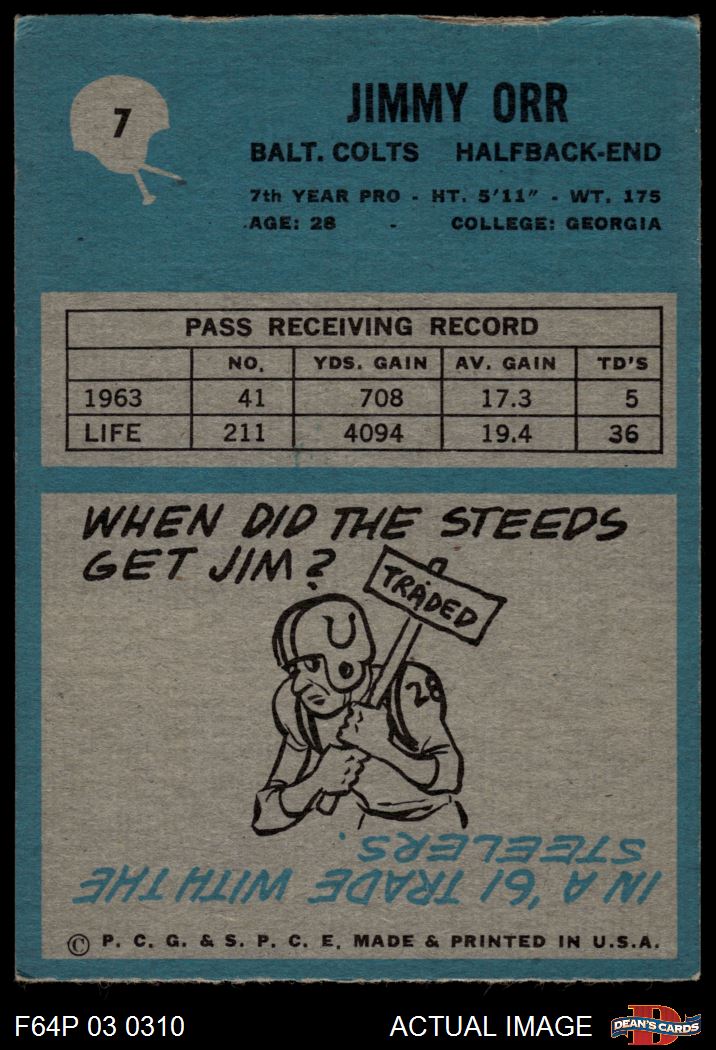 7
JIMMY ORR
BALT. COLTS HALFBACK-END
7th YEAR PRO - HT. 5'11" - WT. 175
AGE: 28 - COLLEGE: GEORGIA
PASS RECEIVING RECORD
NO. YDS. GAIN AV. GAIN TD'S
1963 41 708 17.3 5
LIFE 211 4094 19.4 36
WHEN DID THE STEEDS
GET JIM?
TRADED
28
IN A '61 TRADE WITH THE
STEELERS.
© P. C. G. & S. P. C. E. MADE & PRINTED IN U.S.A.
F64P 03 0310 ACTUAL IMAGE
D
DEAN'S CARDS